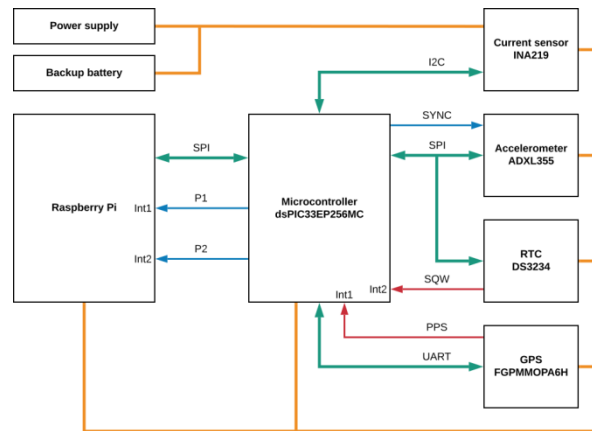 Power supply
Backup battery
Current sensor
INA219
I2C
SYNC
SPI
SPI
Accelerometer
ADXL355
Raspberry Pi
Int1
P1
Microcontroller
dsPIC33EP256MC
Int2
P2
RTC
DS3234
SQW
Int2
Int1
PPS
UART
GPS
FGPMMOPA6H